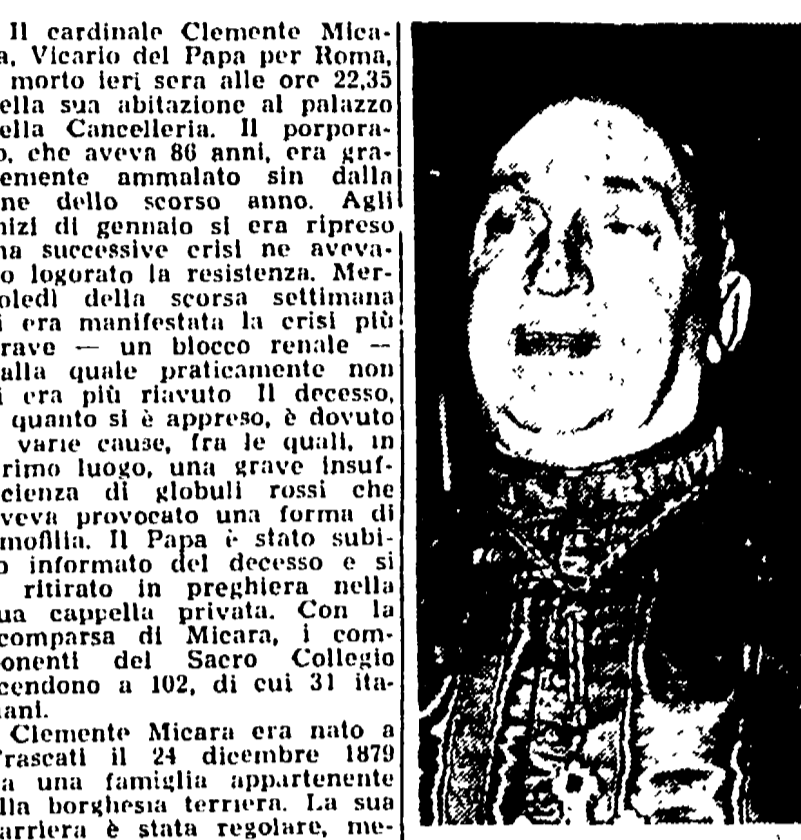 Il cardinale Clemente Mica-
a, Vicario del Papa per Roma,
morto ieri sera alle ore 22,35
ella sua abitazione al palazzo
ella Cancelleria. Il porpora-
o, che aveva 86 anni, era gra-
emente ammalato sin dalla
ne dello scorso anno. Agli
nizi di gennaio si era ripreso
na successive crisi ne aveva-
o logorato la resistenza. Mer-
oledì della scorsa settimana
i era manifestata la crisi più
rave — un blocco renale —
alla quale praticamente non
i era più riavuto Il decesso,
quanto si è appreso, è dovuto
varie cause, fra le quali, in
rimo luogo, una grave insuf-
cienza di globuli rossi che
veva provocato una forma di
mofilia. Il Papa è stato subi-
o informato del decesso e si
ritirato in preghiera nella
ua cappella privata. Con la
comparsa di Micara, i com-
onenti del Sacro Collegio
cendono a 102, di cui 31 ita-
iani.
Clemente Micara era nato a
Frascati il 24 dicembre 1879
a una famiglia appartenente
lla borghesia terriera. La sua
arriera è stata regolare, me-